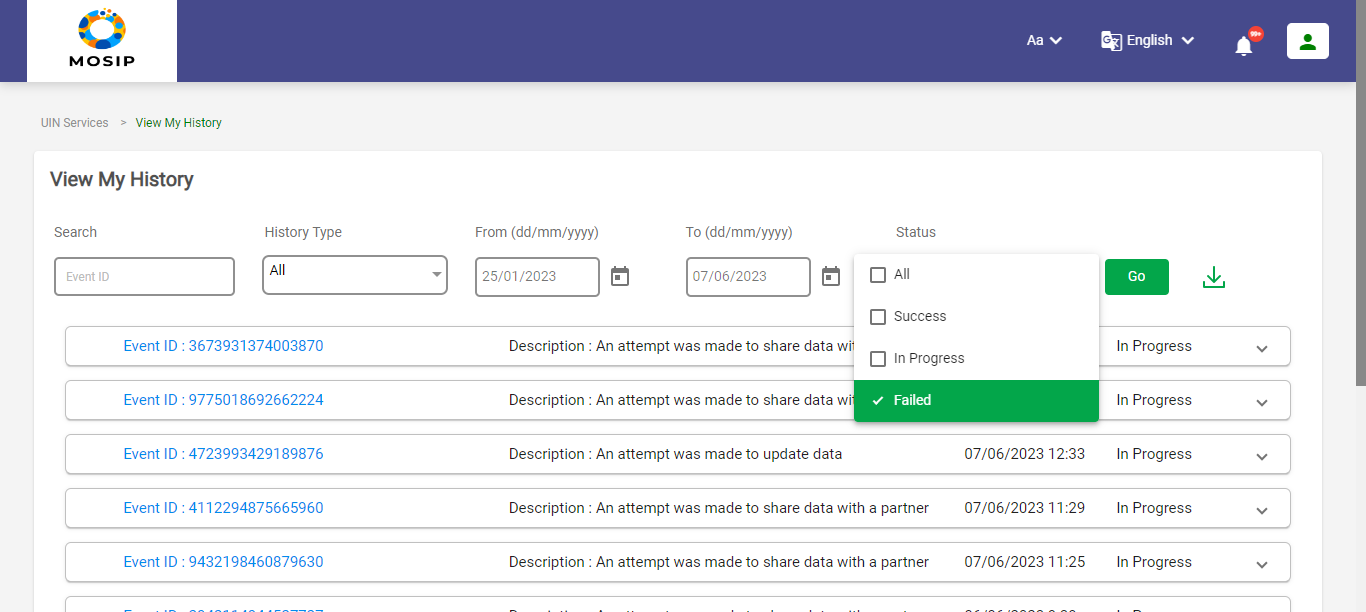 MOSIP
Aa
English
99+
UIN Services > View My History
View My History
Search
History Type
From (dd/mm/yyyy)
To (dd/mm/yyyy)
Status
Event ID
All
25/01/2023
07/06/2023
Go
All
Success
In Progress
Failed
Event ID : 3673931374003870 Description : An attempt was made to share data In Progress
Event ID : 9775018692662224 Description : An attempt was made to share data In Progress
Event ID : 4723993429189876 Description : An attempt was made to update data 07/06/2023 12:33 In Progress
Event ID : 4112294875665960 Description : An attempt was made to share data with a partner 07/06/2023 11:29 In Progress
Event ID : 9432198460879630 Description : An attempt was made to share data with a partner 07/06/2023 11:25 In Progress